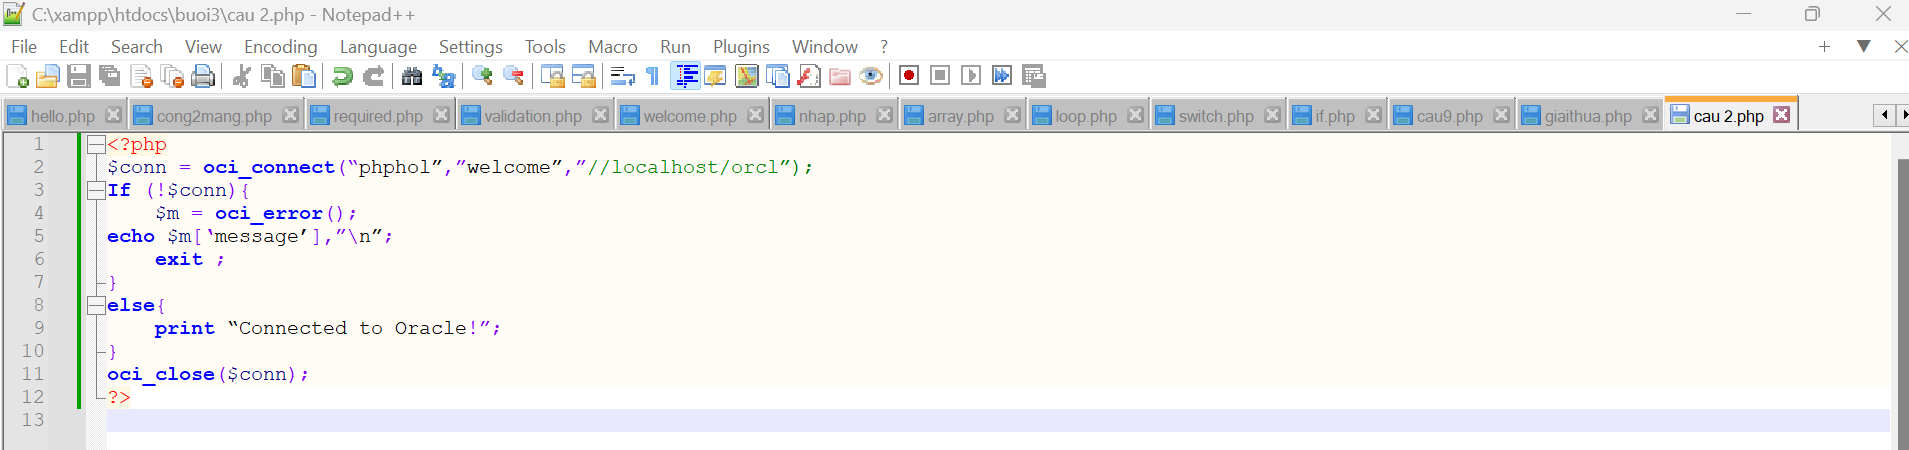 C:\xampp\htdocs\buoi3\cau 2.php - Notepad++
File Edit Search View Encoding Language Settings Tools Macro Run Plugins Window ?
hello.php cong2mang.php required.php validation.php welcome.php nhap.php array.php loop.php switch.php if.php cau9.php giaithua.php cau 2.php
1 <?php
2 $conn = oci_connect(“phphol”,”welcome”,”//localhost/orcl”);
3 If (!$conn){
4 $m = oci_error();
5 echo $m[‘message’],”\n”;
6 exit ;
7 }
8 else{
9 print “Connected to Oracle!”;
10 }
11 oci_close($conn);
12 ?>
13